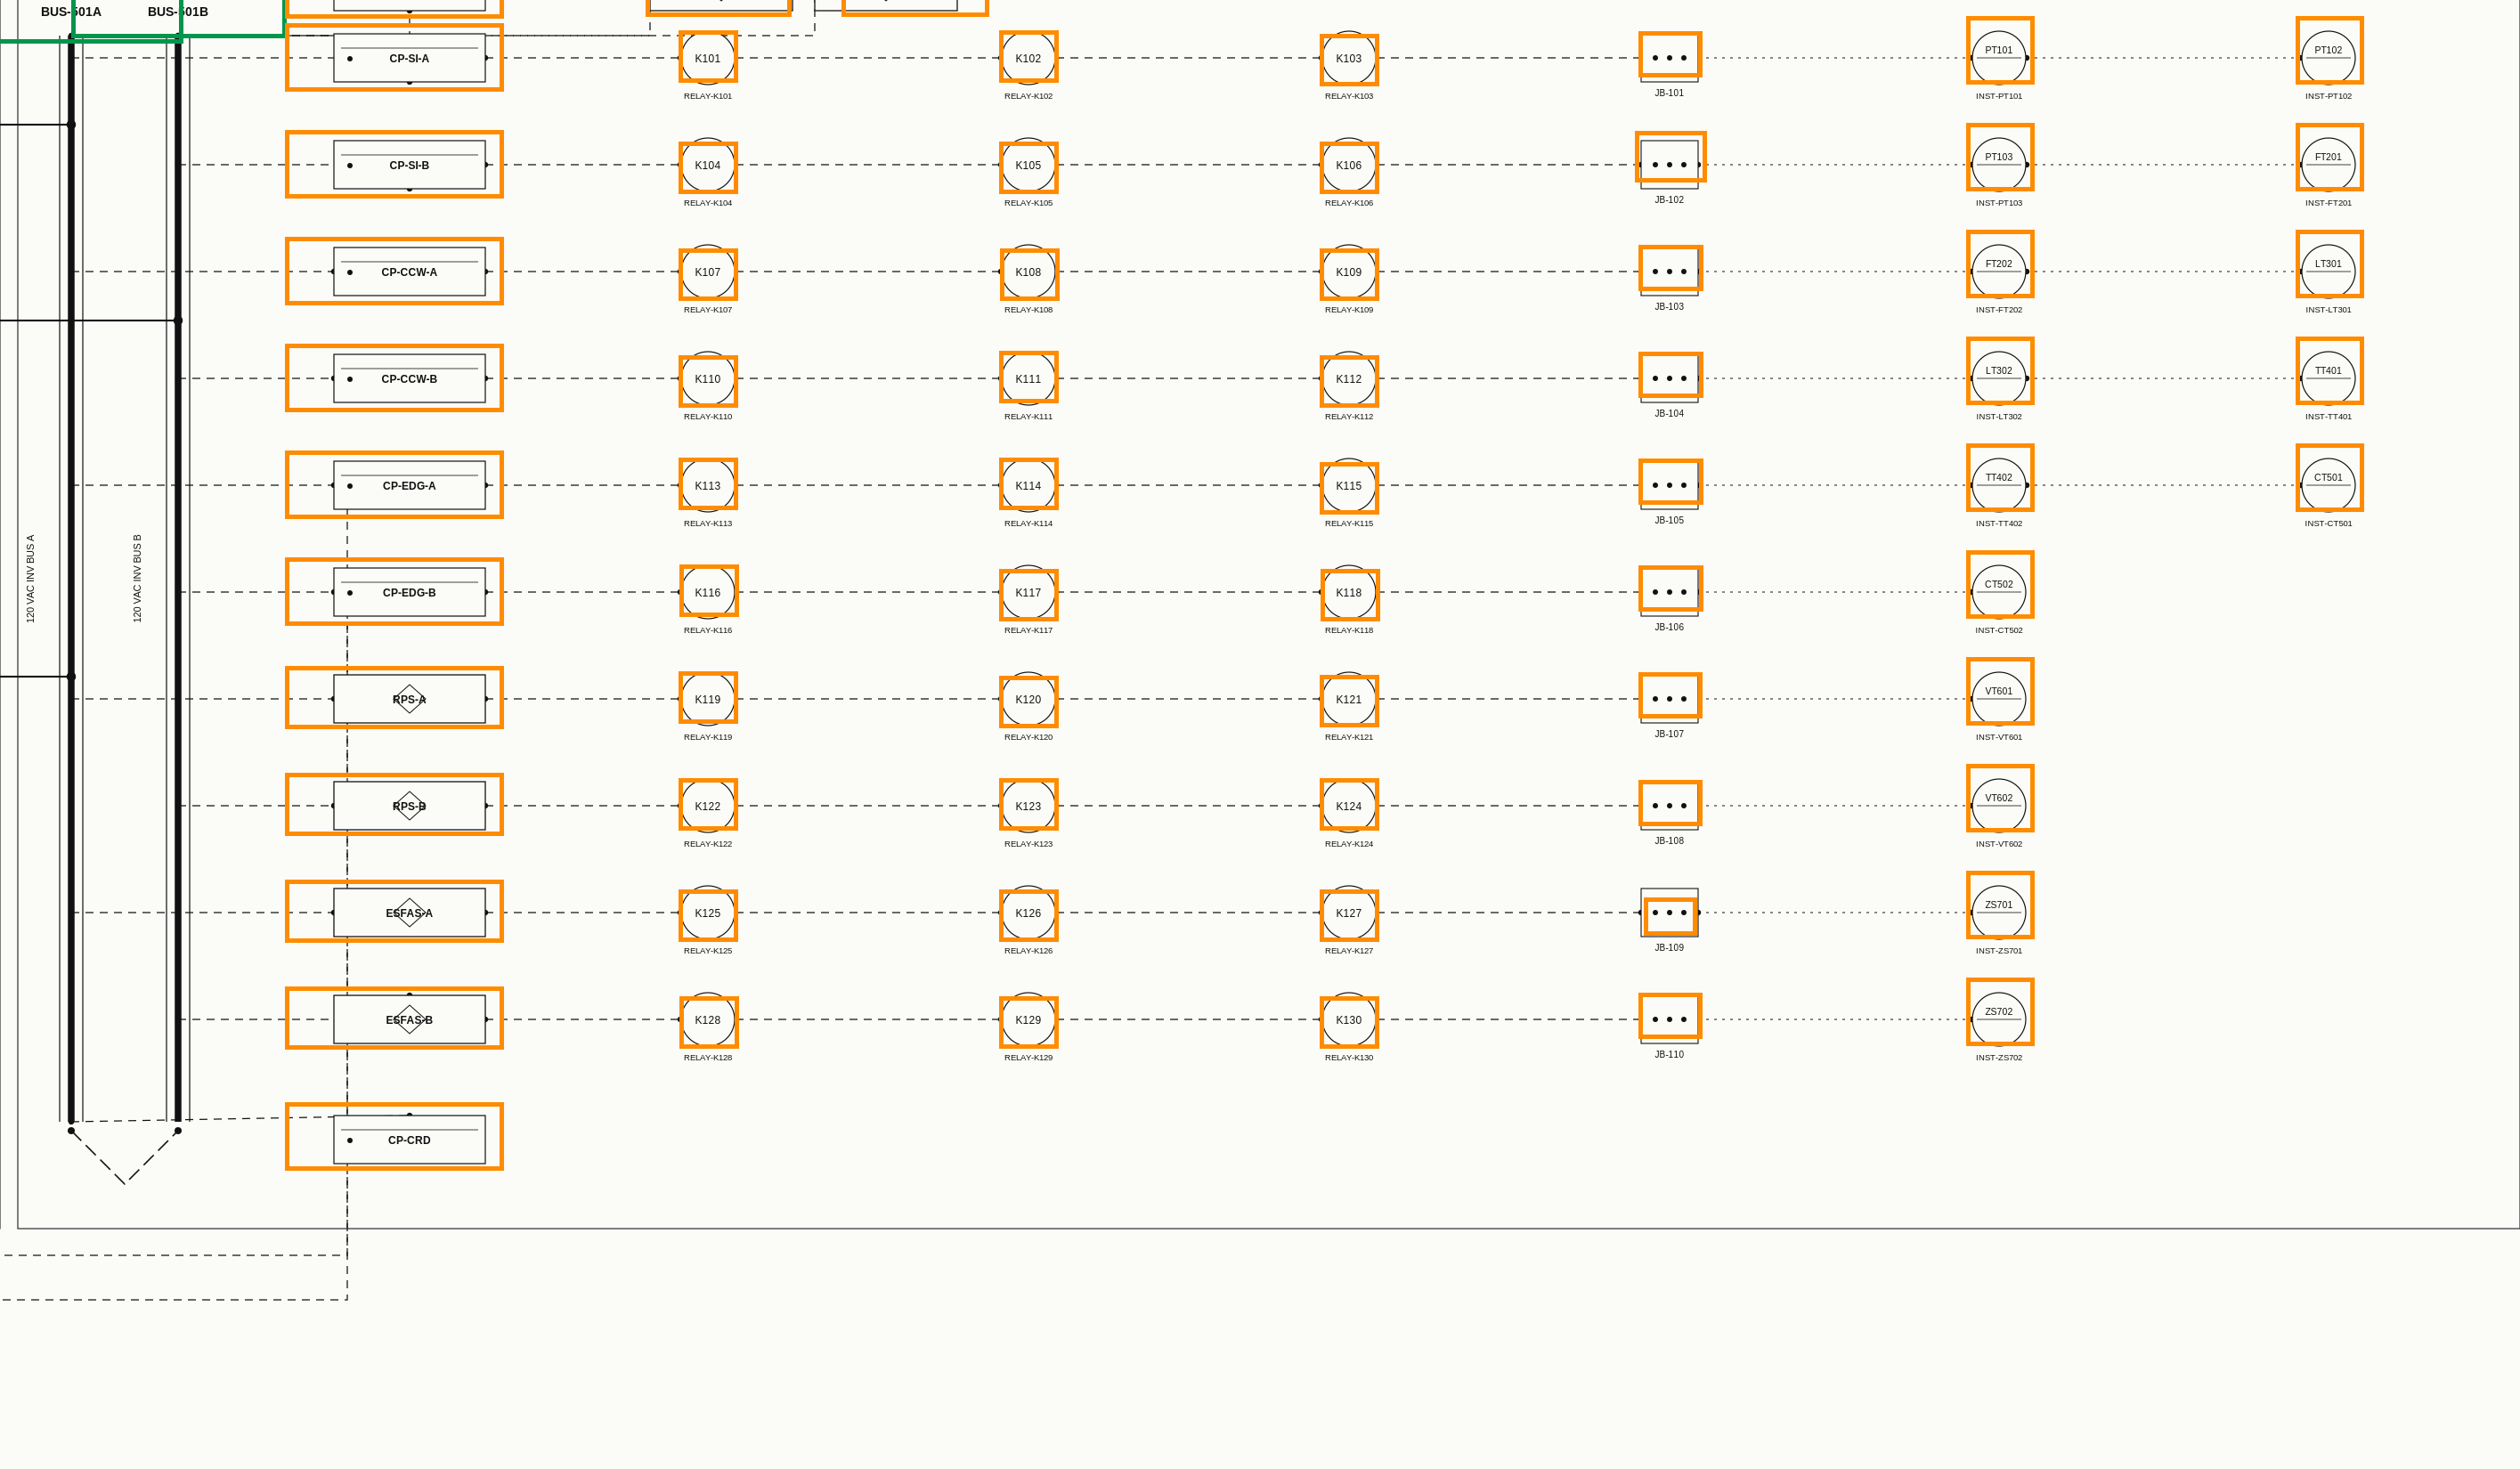 BUS-601A BUS-601B
CP-SI-A K101 K102 K103 PT101 PT102
RELAY-K101 RELAY-K102 RELAY-K103 JB-101 INST-PT101 INST-PT102
CP-SI-B K104 K105 K106 PT103 FT201
RELAY-K104 RELAY-K105 RELAY-K106 JB-102 INST-PT103 INST-FT201
CP-CCW-A K107 K108 K109 FT202 LT301
RELAY-K107 RELAY-K108 RELAY-K109 JB-103 INST-FT202 INST-LT301
CP-CCW-B K110 K111 K112 LT302 TT401
RELAY-K110 RELAY-K111 RELAY-K112 JB-104 INST-LT302 INST-TT401
CP-EDG-A K113 K114 K115 TT402 CT501
RELAY-K113 RELAY-K114 RELAY-K115 JB-105 INST-TT402 INST-CT501
120 VAC INV BUS A
120 VAC INV BUS B
CP-EDG-B K116 K117 K118 CT502
RELAY-K116 RELAY-K117 RELAY-K118 JB-106 INST-CT502
RPS-A K119 K120 K121 VT601
RELAY-K119 RELAY-K120 RELAY-K121 JB-107 INST-VT601
RPS-B K122 K123 K124 VT602
RELAY-K122 RELAY-K123 RELAY-K124 JB-108 INST-VT602
ESFAS-A K125 K126 K127 ZS701
RELAY-K125 RELAY-K126 RELAY-K127 JB-109 INST-ZS701
ESFAS-B K128 K129 K130 ZS702
RELAY-K128 RELAY-K129 RELAY-K130 JB-110 INST-ZS702
CP-CRD